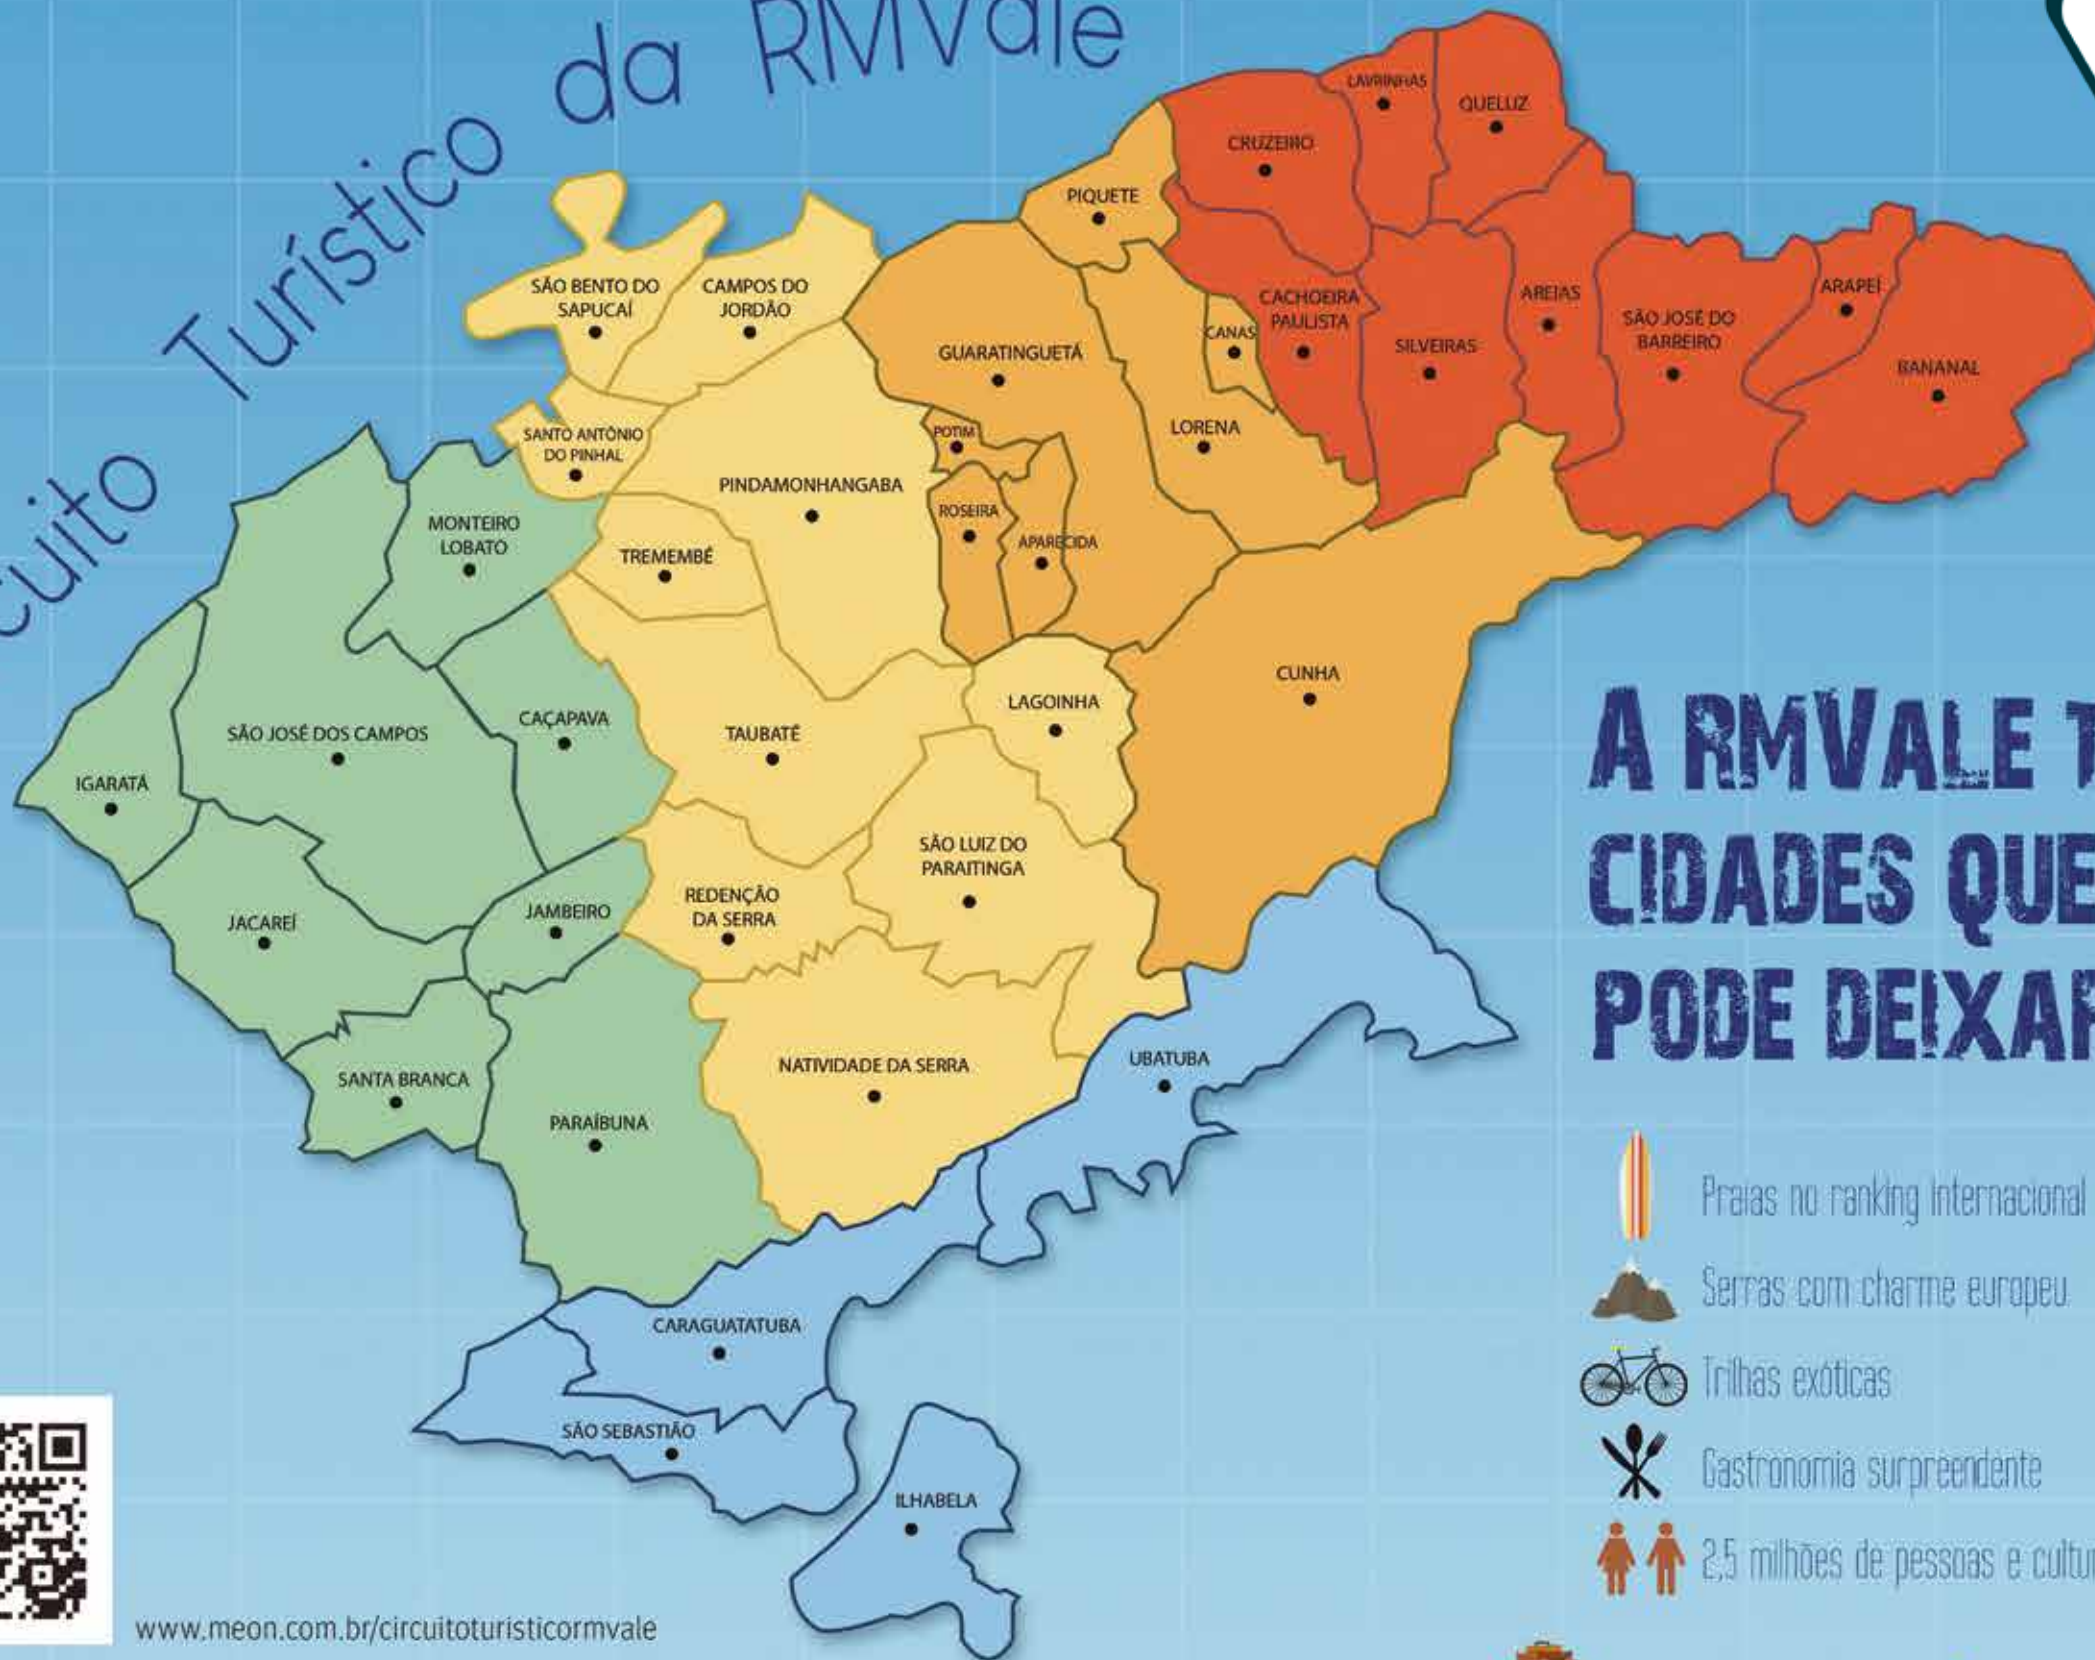 Turístico da RMVale
LAVRINHAS
QUELUZ
CRUZEIRO
PIQUETE
SÃO BENTO DO
SAPUCAÍ
CAMPOS DO
JORDÃO
CACHOEIRA
PAULISTA
AREIAS
ARAPEÍ
SÃO JOSÉ DO
BARREIRO
CANAS
SILVEIRAS
GUARATINGUETÁ
BANANAL
SANTO ANTÔNIO
DO PINHAL
POTIM
LORENA
PINDAMONHANGABA
ROSEIRA
MONTEIRO
LOBATO
TREMEMBÉ
APARECIDA
CUNHA
LAGOINHA
SÃO JOSÉ DOS CAMPOS
CAÇAPAVA
TAUBATÉ
IGARATÁ
SÃO LUIZ DO
PARAITINGA
REDENÇÃO
DA SERRA
JACAREÍ
JAMBEIRO
NATIVIDADE DA SERRA
UBATUBA
SANTA BRANCA
PARAÍBUNA
CARAGUATATUBA
SÃO SEBASTIÃO
ILHABELA
A RMVALE
CIDADES QUE
PODE DEIXAR
Praias no ranking internacional
Serras com charme europeu
Trilhas exóticas
Gastronomia surpreendente
2,5 milhões de pessoas e
www.meon.com.br/circuitoturisticormvale